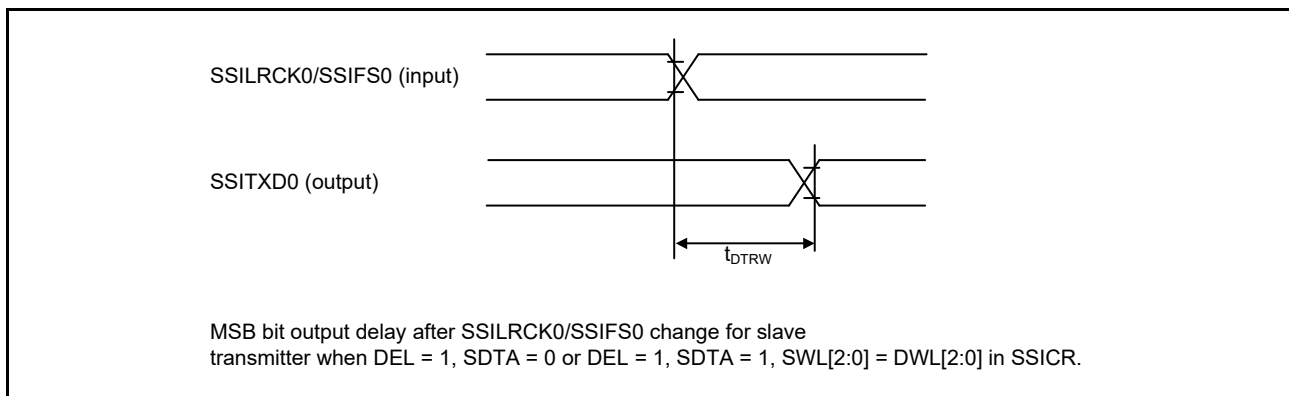 SSILRCK0/SSIFS0 (input)
SSITXD0 (output)
tDTRW
MSB bit output delay after SSILRCK0/SSIFS0 change for slave
transmitter when DEL = 1, SDTA = 0 or DEL = 1, SDTA = 1, SWL[2:0] = DWL[2:0] in SSICR.